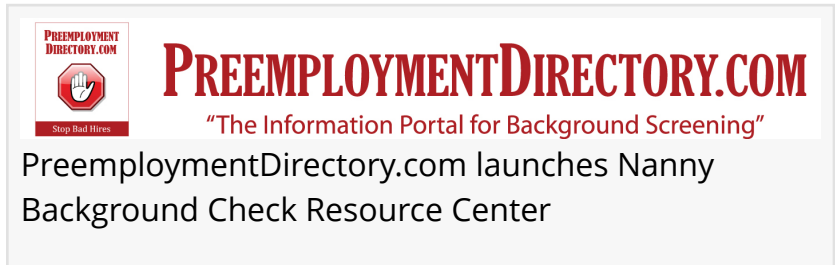 PREEMPLOYMENT
DIRECTORY.COM
Stop Bad Hires
PREEMPLOYMENTDIRECTORY.COM
“The Information Portal for Background Screening”
PreemploymentDirectory.com launches Nanny
Background Check Resource Center